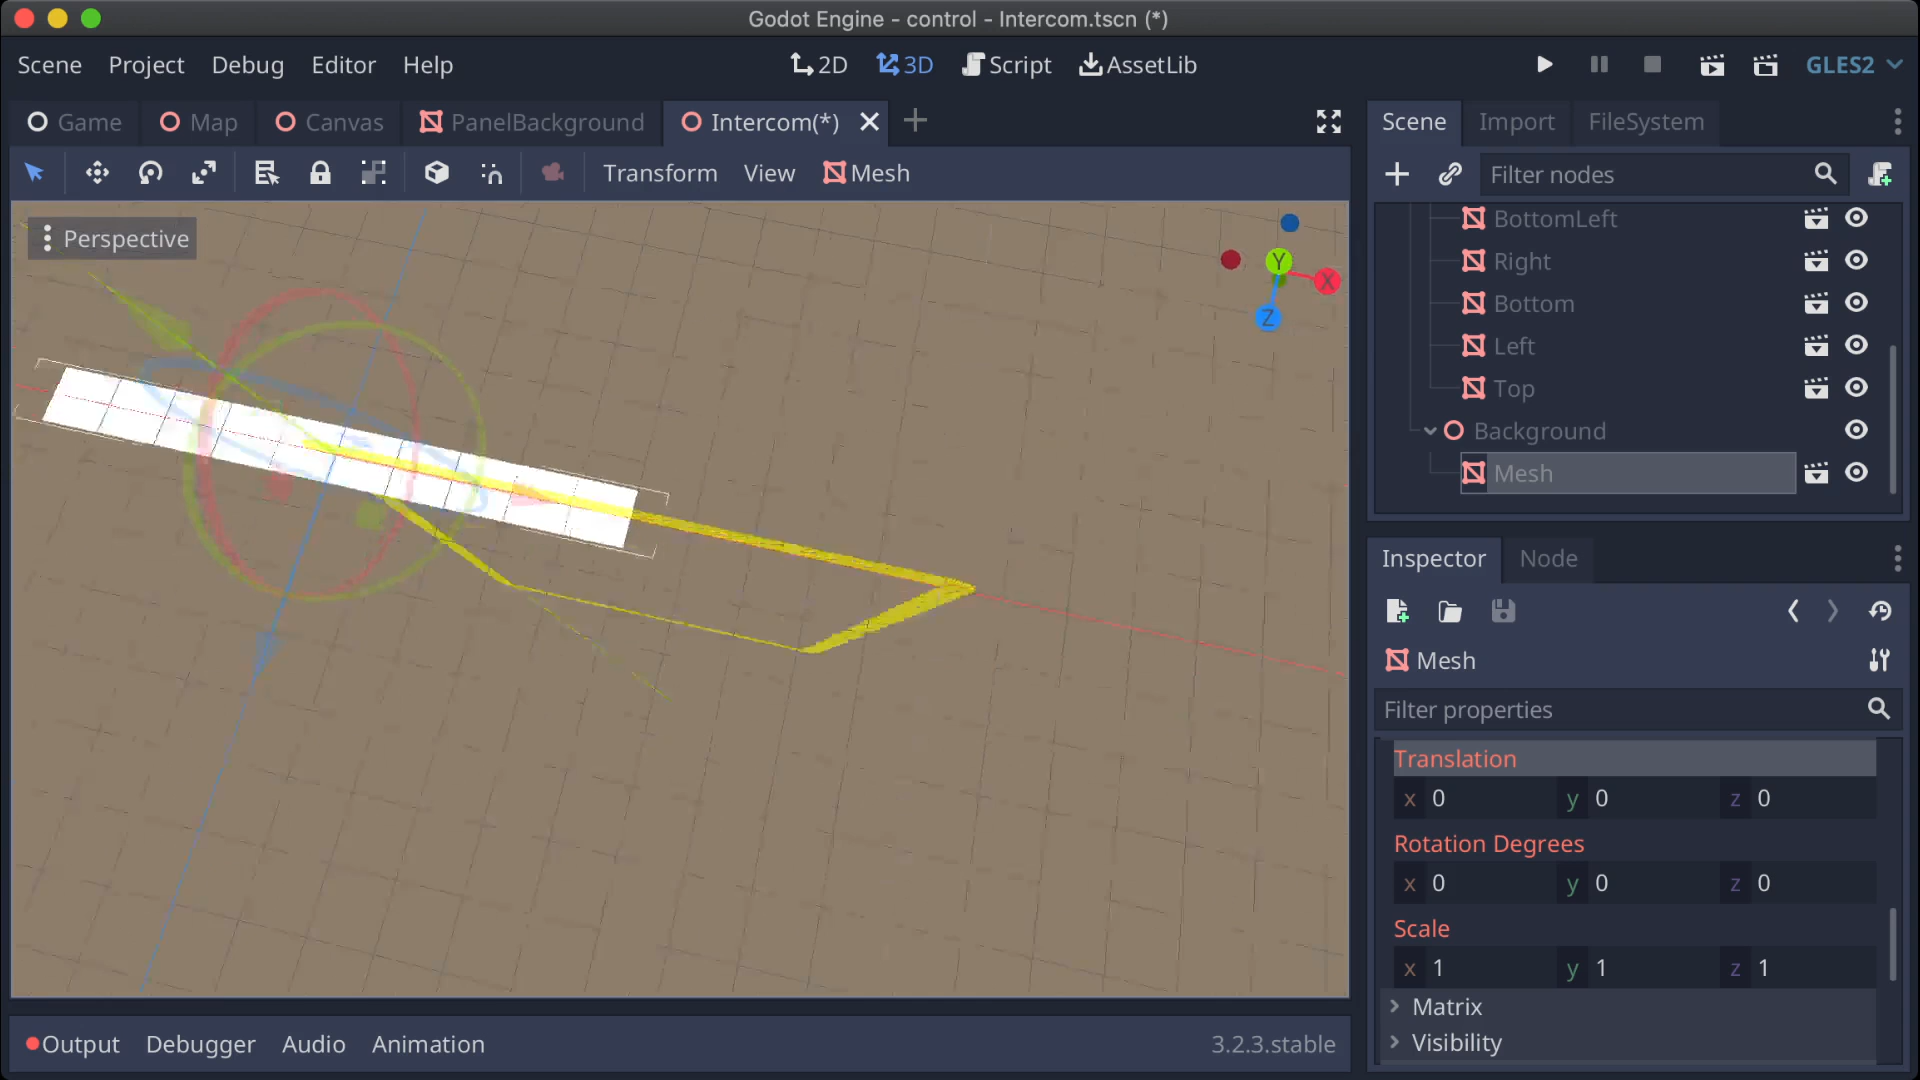 Godot Engine - control - Intercom.tscn (*)
Scene Project Debug Editor Help
2D 3D Script AssetLib
GLES2
Game Map Canvas PanelBackground Intercom(*)
Transform View Mesh
Perspective
Y
X
Z
Scene Import FileSystem
Filter nodes
BottomLeft
Right
Bottom
Left
Top
Background
Mesh
Inspector Node
Mesh
Filter properties
Translation
x 0 y 0 z 0
Rotation Degrees
x 0 y 0 z 0
Scale
x 1 y 1 z 1
Matrix
Visibility
Output Debugger Audio Animation
3.2.3.stable